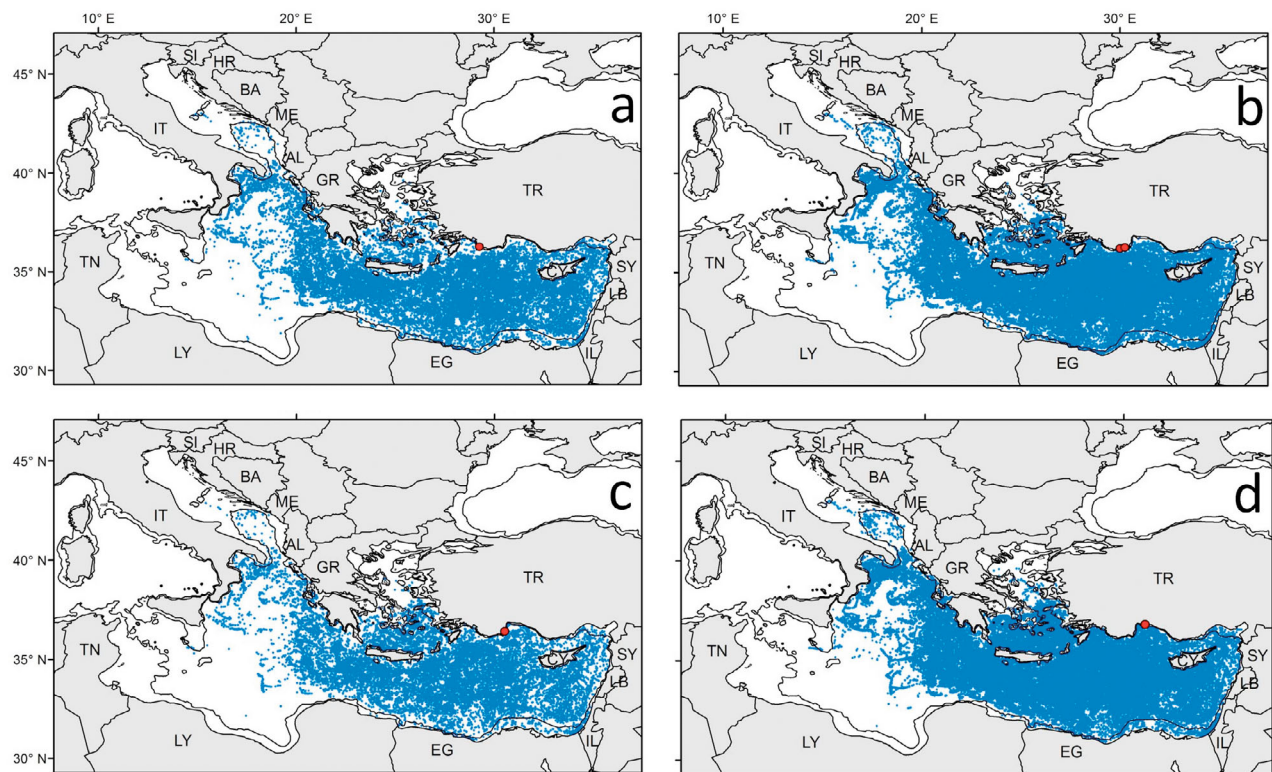 10° E 20° E 30° E
10° E 20° E 30° E
45° N
40° N
35° N
30° N
SI HR BA ME IT AL GR TR TN CY SY LB LY EG IL
a
SI HR BA ME IT AL GR TR TN SY LB LY EG IL
b
45° N
40° N
35° N
30° N
SI HR BA ME IT AL GR TR TN SY LB LY EG IL
c
SI HR BA ME IT AL GR TR TN SY LB LY EG IL
d